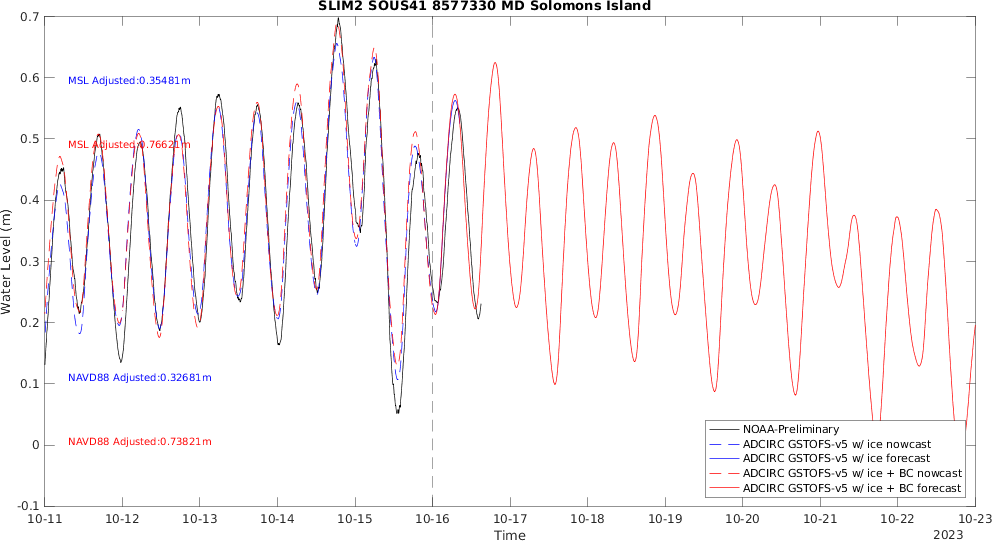 SLIM2 SOUS41 8577330 MD Solomons Island
0.7
0.6
0.5
0.4
0.3
0.2
0.1
0
-0.1
Water Level (m)
MSL Adjusted:0.35481m
MSL Adjusted:0.76621m
NAVD88 Adjusted:0.32681m
NAVD88 Adjusted:0.73821m
NOAA-Preliminary
ADCIRC GSTOFS-v5 w/ ice nowcast
ADCIRC GSTOFS-v5 w/ ice forecast
ADCIRC GSTOFS-v5 w/ ice + BC nowcast
ADCIRC GSTOFS-v5 w/ ice + BC forecast
10-11 10-12 10-13 10-14 10-15 10-16 10-17 10-18 10-19 10-20 10-21 10-22 10-23
Time
2023